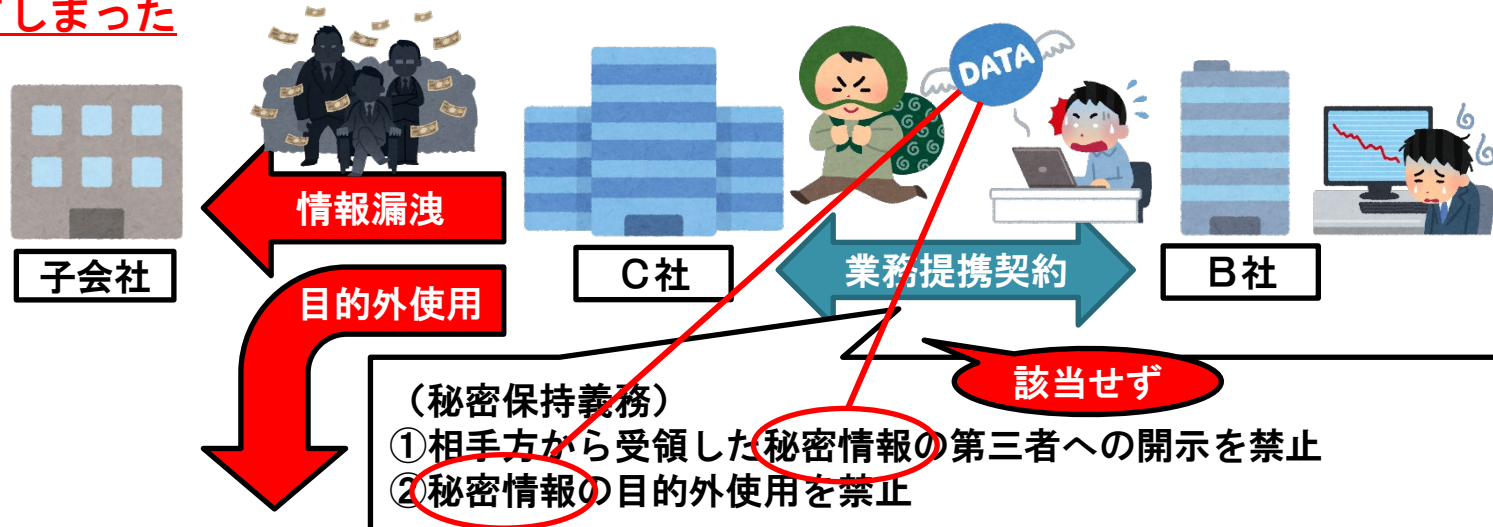 てしまった
DATA
情報漏洩
子会社
C社
業務提携契約
B社
目的外使用
該当せず
（秘密保持義務）
①相手方から受領した秘密情報の第三者への開示を禁止
②秘密情報の目的外使用を禁止